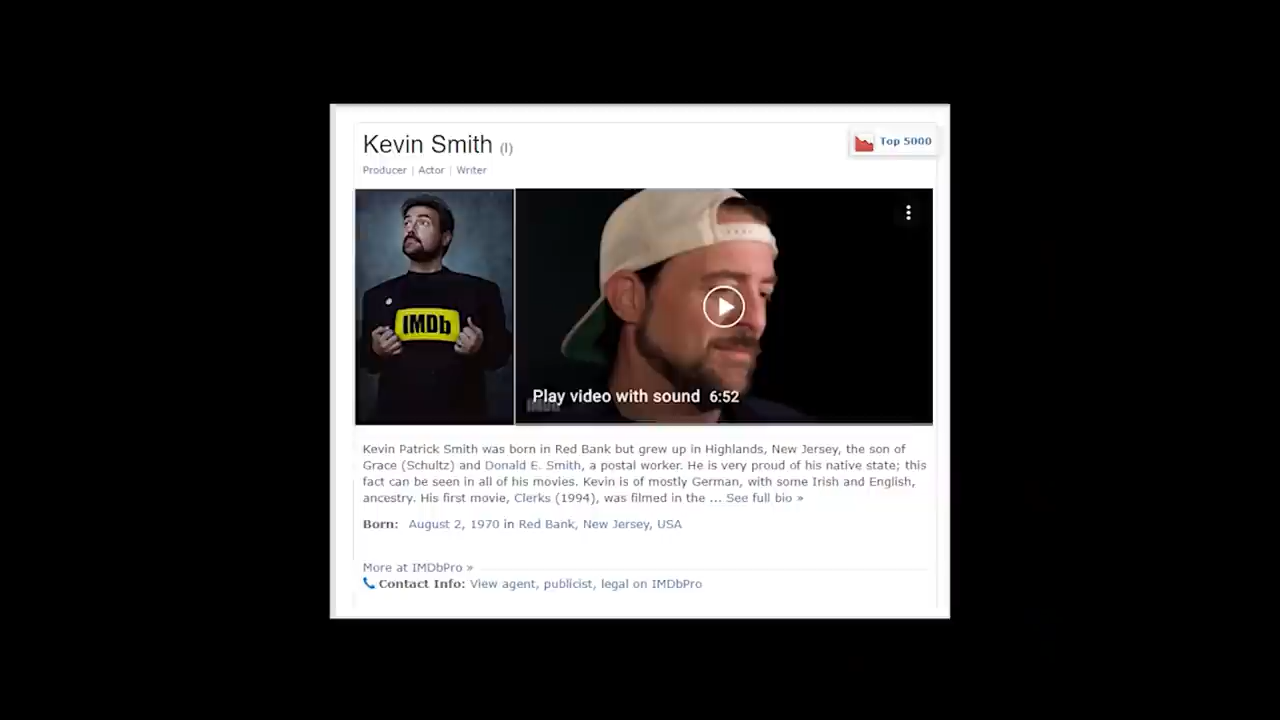 Kevin Smith (I)
Top 5000
Producer | Actor | Writer
IMDb
Play video with sound 6:52
IMDb
Kevin Patrick Smith was born in Red Bank but grew up in Highlands, New Jersey, the son of
Grace (Schultz) and Donald E. Smith, a postal worker. He is very proud of his native state; this
fact can be seen in all of his movies. Kevin is of mostly German, with some Irish and English,
ancestry. His first movie, Clerks (1994), was filmed in the ... See full bio »
Born: August 2, 1970 in Red Bank, New Jersey, USA
More at IMDbPro »
Contact Info: View agent, publicist, legal on IMDbPro